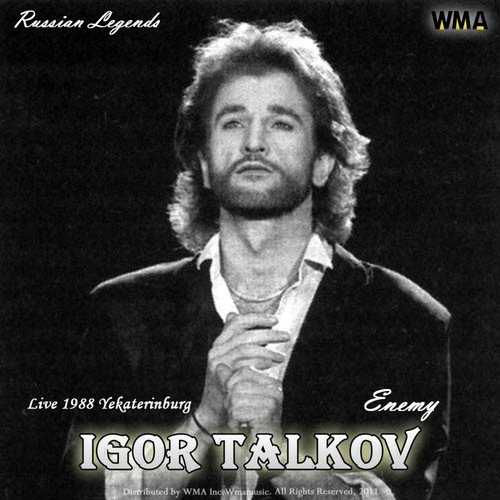 Russian Legends
WMA
Live 1988 Yekaterinburg
Enemy
IGOR TALKOV
Distributed by WMA Inc.Wmamusic. All Rights Reserved, 2011